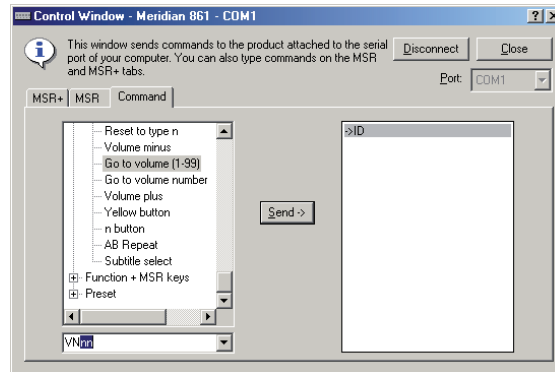 Control Window - Meridian 861 - COM1
This window sends commands to the product attached to the serial
port of your computer. You can also type commands on the MSR
and MSR+ tabs.
Disconnect
Close
Port:
COM1
MSR+
MSR
Command
Reset to type n
Volume minus
Go to volume (1-99)
Go to volume number
Volume plus
Yellow button
n button
AB Repeat
Subtitle select
Function + MSR keys
Preset
VNnn
Send ->
->ID